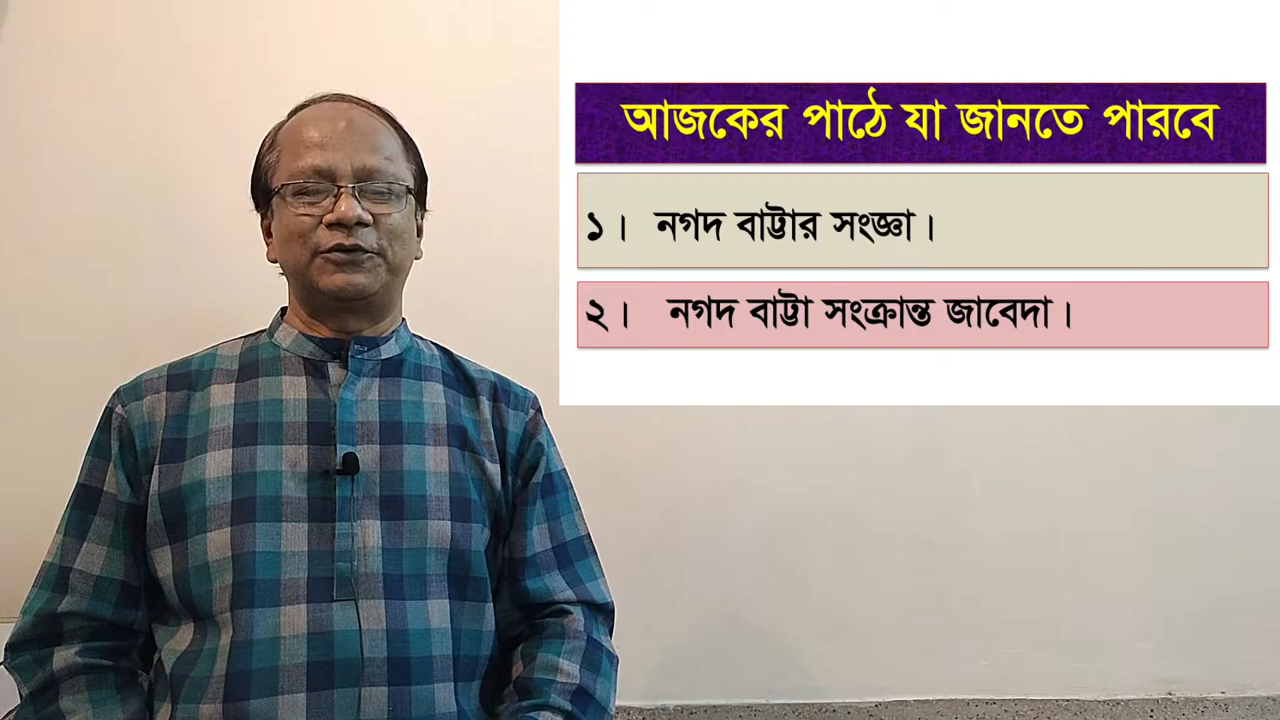 আজকের পাঠে যা জানতে পারবে
১। নগদ বাট্টার সংজ্ঞা।
২। নগদ বাট্টা সংক্রান্ত জাবেদা।